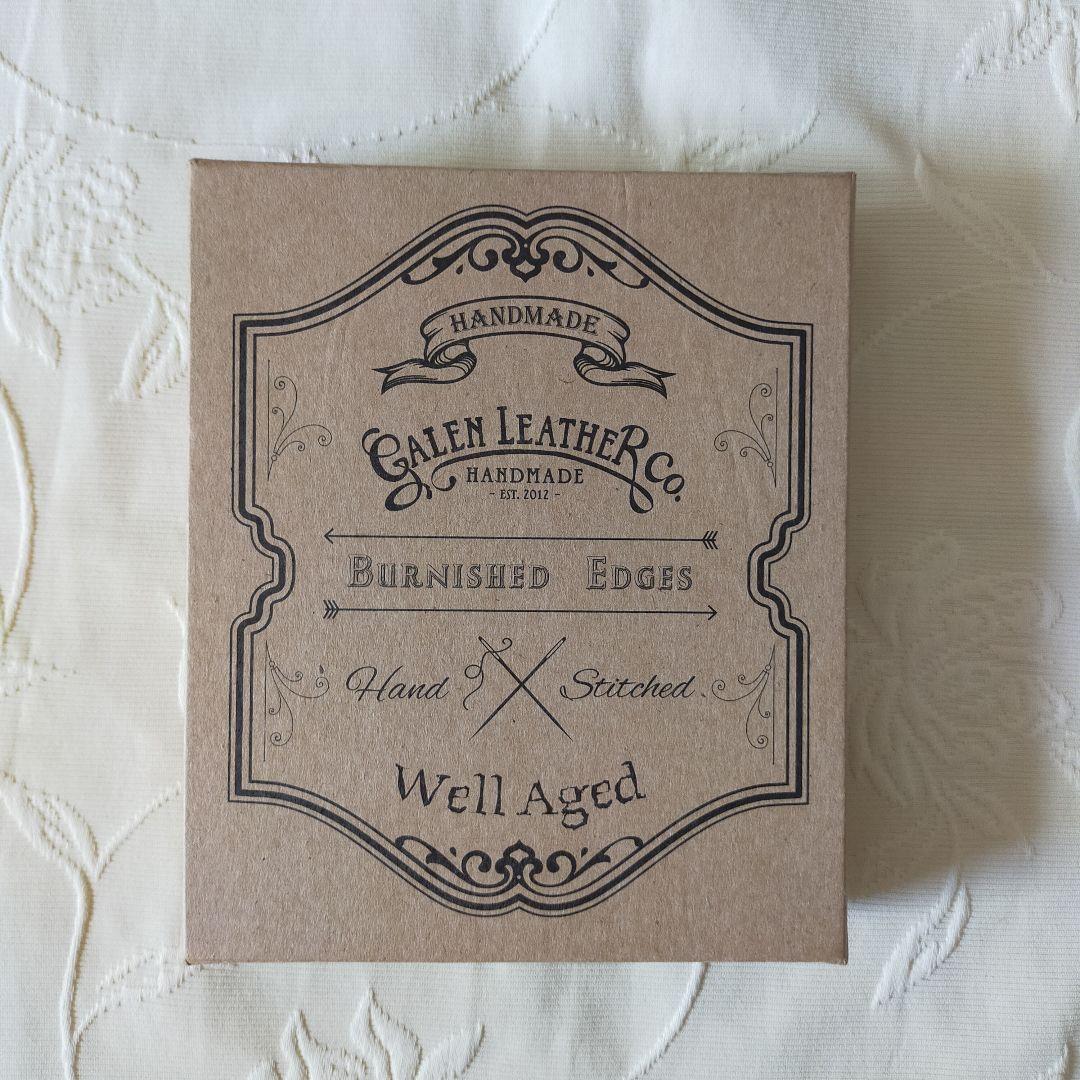 HANDMADE
GALEN LEATHER CO.
HANDMADE
- EST. 2012 -
BURNISHED EDGES
Hand Stitched
Well Aged